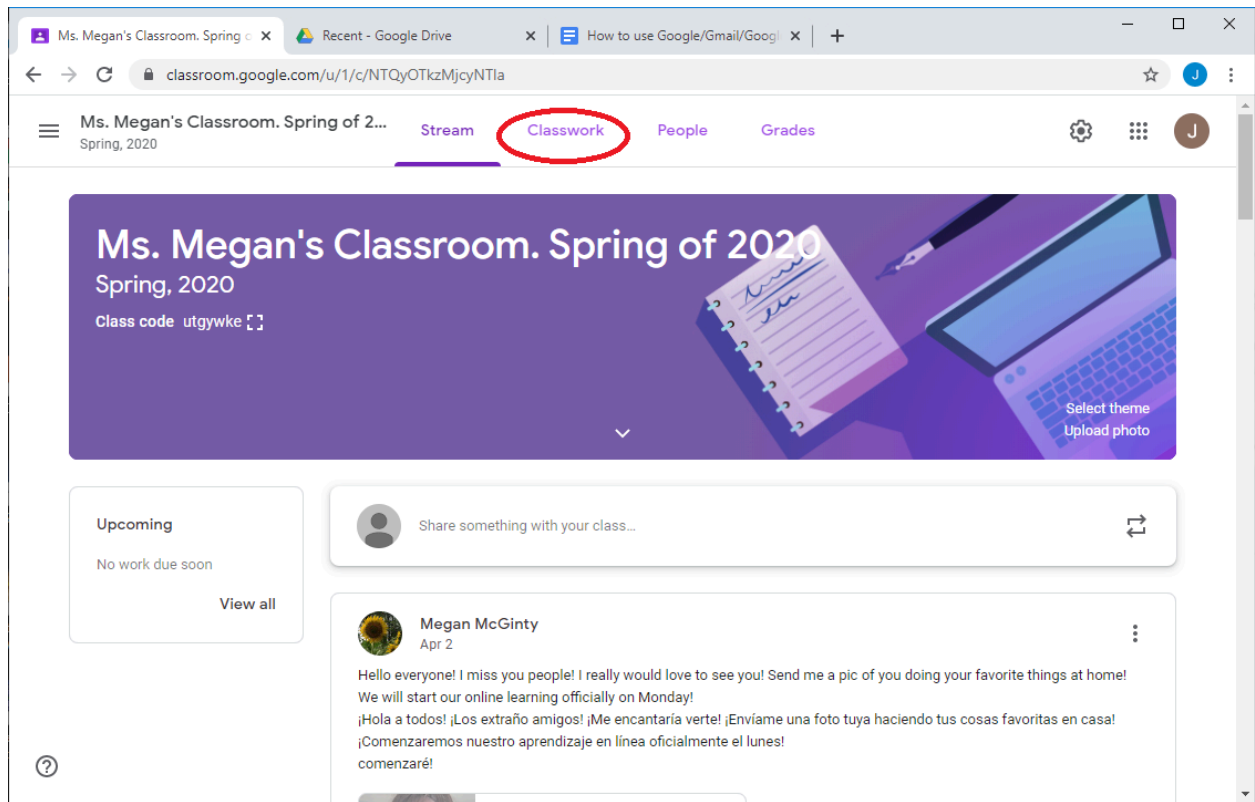 Ms. Megan's Classroom. Spring o
Recent - Google Drive
How to use Google/Gmail/Googl
classroom.google.com/u/1/c/NTQyOTkzMjcyNTIa
Ms. Megan's Classroom. Spring of 2...
Spring, 2020
Stream
Classwork
People
Grades
J
J
Ms. Megan's Classroom. Spring of 2020
Spring, 2020
Class code utgywke
Select theme
Upload photo
Upcoming
No work due soon
View all
Share something with your class...
Megan McGinty
Apr 2
Hello everyone! I miss you people! I really would love to see you! Send me a pic of you doing your favorite things at home!
We will start our online learning officially on Monday!
¡Hola a todos! ¡Los extraño amigos! ¡Me encantaría verte! ¡Envíame una foto tuya haciendo tus cosas favoritas en casa!
¡Comenzaremos nuestro aprendizaje en línea oficialmente el lunes!
comenzaré!